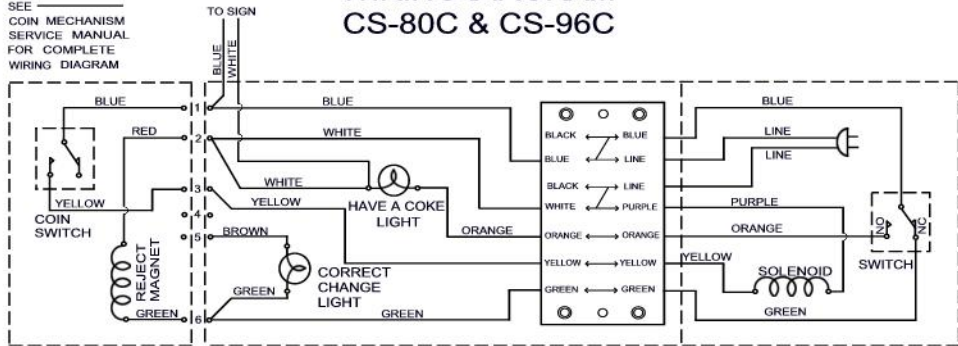 SEE
COIN MECHANISM
SERVICE MANUAL
FOR COMPLETE
WIRING DIAGRAM
TO SIGN
CS-80C & CS-96C
BLUE
WHITE
BLUE
1
BLUE
BLUE
RED
2
WHITE
BLACK
BLUE
LINE
BLUE
LINE
LINE
WHITE
BLACK
LINE
3
YELLOW
YELLOW
HAVE A COKE
LIGHT
WHITE
PURPLE
PURPLE
COIN
SWITCH
4
5
BROWN
ORANGE
ORANGE
ORANGE
ORANGE
NO
NC
SWITCH
REJECT
MAGNET
CORRECT
CHANGE
LIGHT
YELLOW
YELLOW
YELLOW
SOLENOID
GREEN
GREEN
GREEN
GREEN
6
GREEN
GREEN